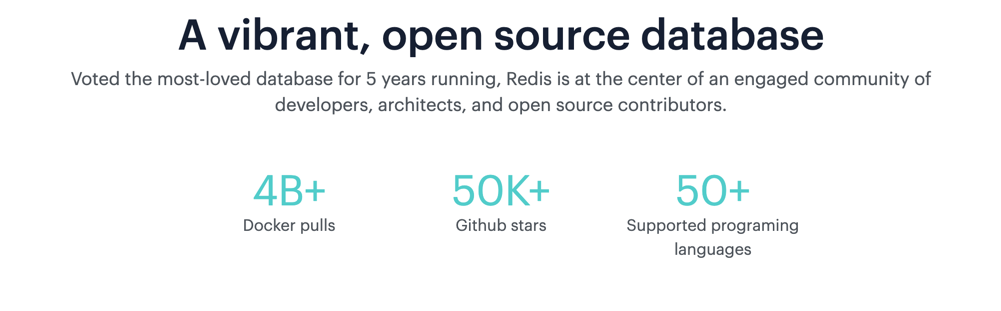 A vibrant, open source database
Voted the most-loved database for 5 years running, Redis is at the center of an engaged community of
developers, architects, and open source contributors.
4B+
Docker pulls
50K+
Github stars
50+
Supported programing
languages